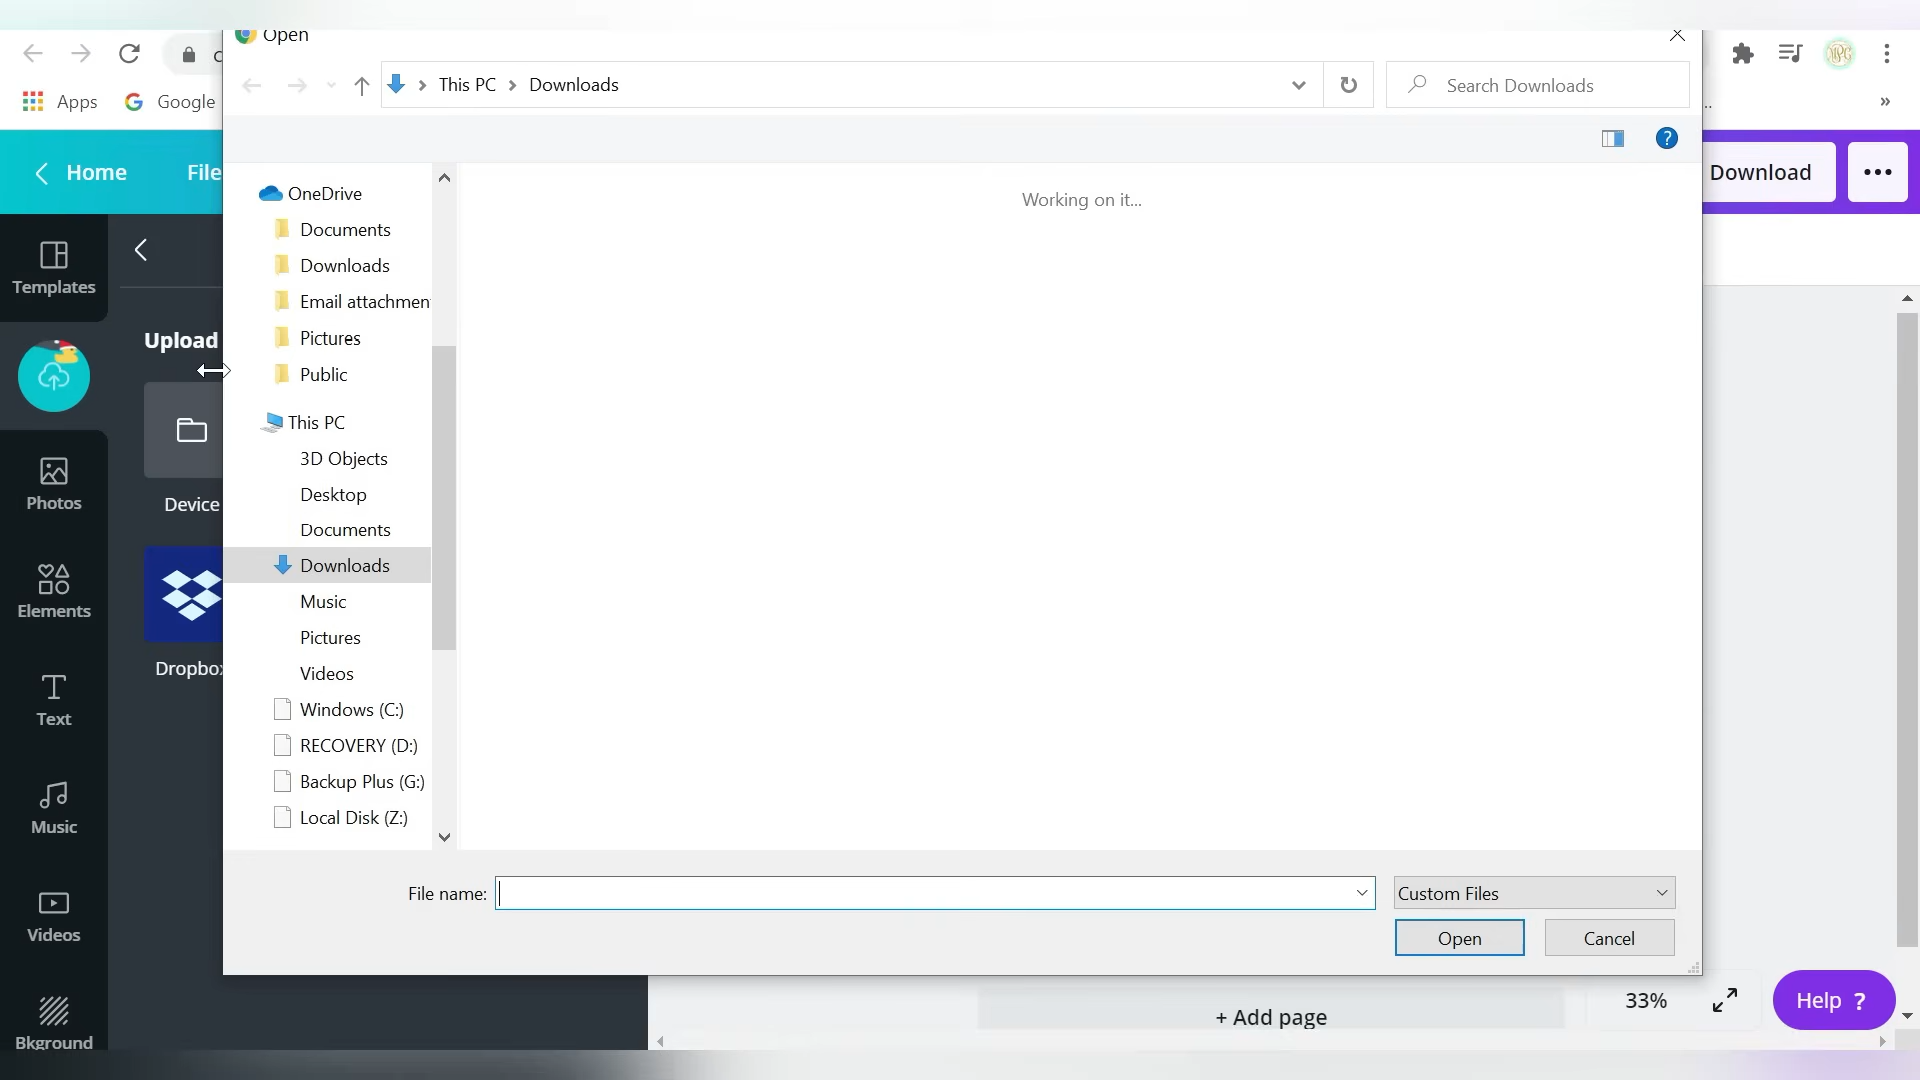 Open
Apps
Google
This PC
Downloads
Search Downloads
Home
File
Download
OneDrive
Documents
Downloads
Email attachmen
Pictures
Public
This PC
3D Objects
Desktop
Documents
Downloads
Music
Pictures
Videos
Windows (C:)
RECOVERY (D:)
Backup Plus (G:)
Local Disk (Z:)
Working on it...
Templates
Upload
Device
Photos
Elements
Dropbox
Text
Music
Videos
Bkground
File name:
Custom Files
Open
Cancel
+ Add page
33%
Help ?